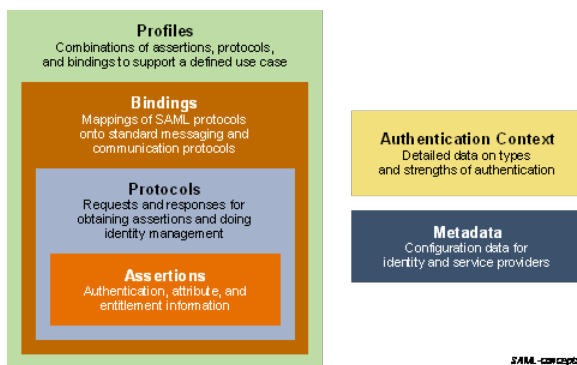 Profiles
Combinations of assertions, protocols,
and bindings to support a defined use case
Bindings
Mappings of SAML protocols
onto standard messaging and
communication protocols
Protocols
Requests and responses for
obtaining assertions and doing
identity management
Assertions
Authentication, attribute, and
entitlement information
Authentication Context
Detailed data on types
and strengths of authentication
Metadata
Configuration data for
identity and service providers
SAML-concepts